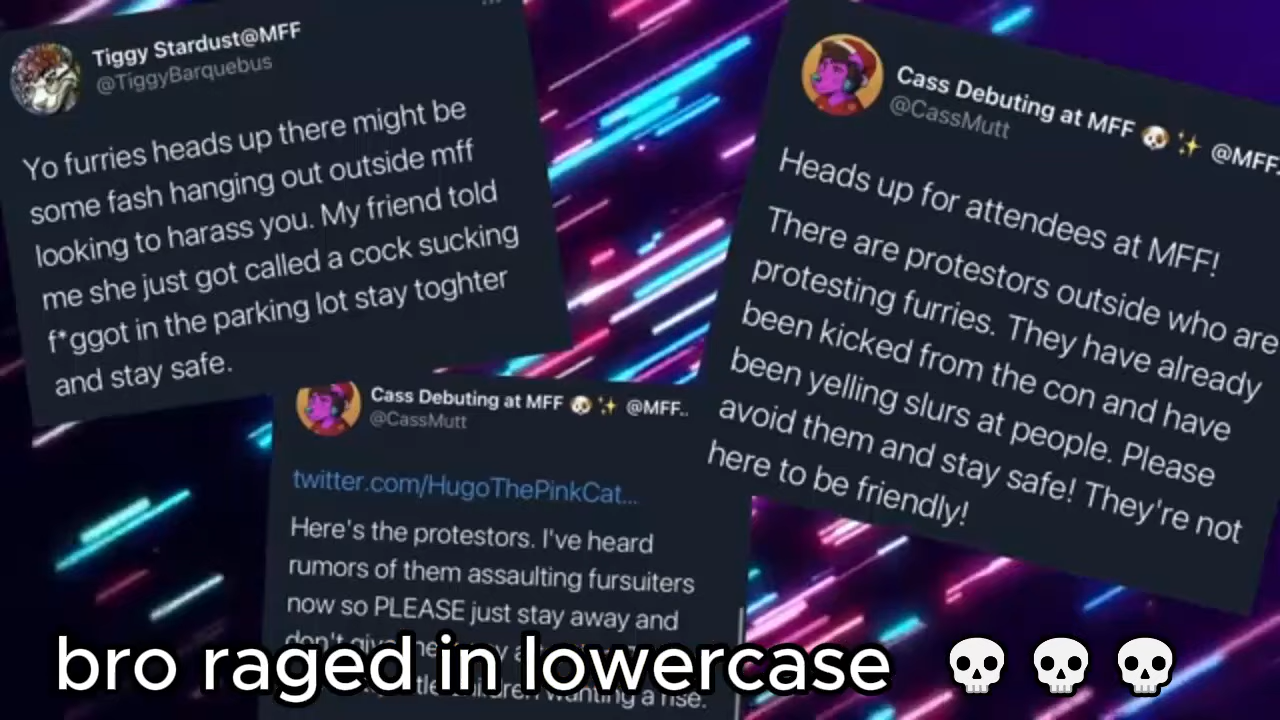 Tiggy Stardust@MFF
@TiggyBarquebus
Yo furries heads up there might be
some fash hanging out outside mff
looking to harass you. My friend told
me she just got called a cock sucking
f*ggot in the parking lot stay toghter
and stay safe.
Cass Debuting at MFF 🐶 ✨ @MFF..
@CassMutt
Heads up for attendees at MFF!
There are protestors outside who are
protesting furries. They have already
been kicked from the con and have
been yelling slurs at people. Please
avoid them and stay safe! They're not
here to be friendly!
Cass Debuting at MFF 🐶 ✨ @MFF..
@CassMutt
twitter.com/HugoThePinkCat...
Here's the protestors. I've heard
rumors of them assaulting fursuiters
now so PLEASE just stay away and
don't
children wanting a rise.
bro raged in lowercase 💀 💀 💀